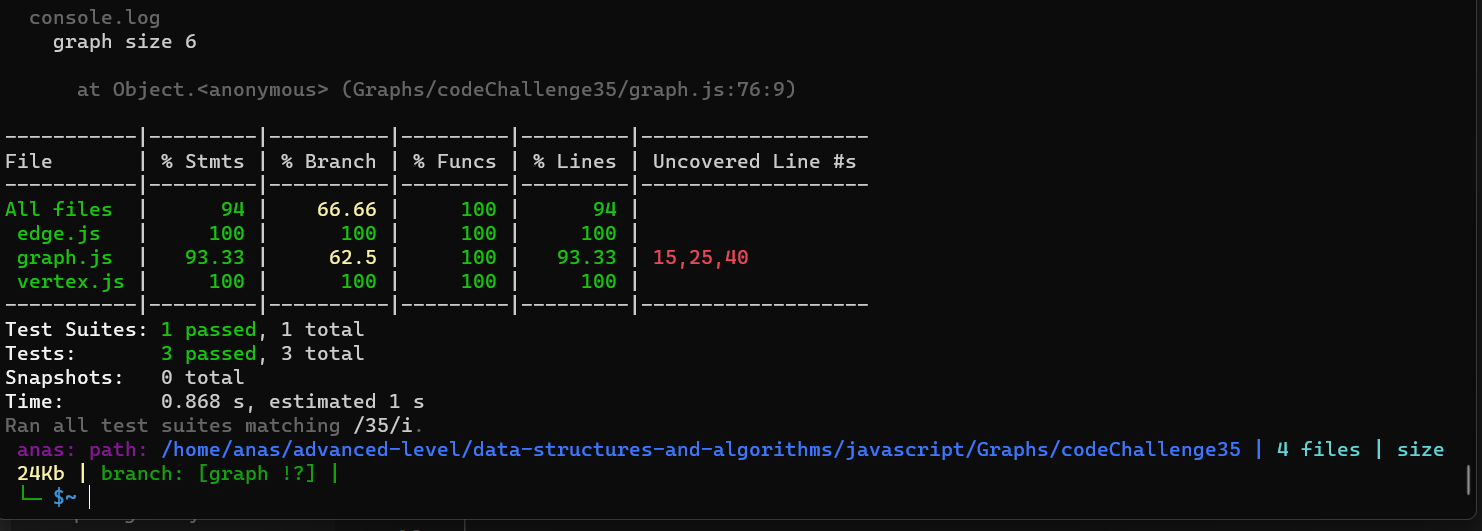 console.log
graph size 6
at Object.<anonymous> (Graphs/codeChallenge35/graph.js:76:9)
-----------|---------|----------|---------|---------|-------------------
File       | % Stmts | % Branch | % Funcs | % Lines | Uncovered Line #s
-----------|---------|----------|---------|---------|-------------------
All files  |      94 |    66.66 |     100 |      94 |
 edge.js   |     100 |      100 |     100 |     100 |
 graph.js  |   93.33 |     62.5 |     100 |   93.33 | 15,25,40
 vertex.js |     100 |      100 |     100 |     100 |
-----------|---------|----------|---------|---------|-------------------
Test Suites: 1 passed, 1 total
Tests:       3 passed, 3 total
Snapshots:   0 total
Time:        0.868 s, estimated 1 s
Ran all test suites matching /35/i.
anas: path: /home/anas/advanced-level/data-structures-and-algorithms/javascript/Graphs/codeChallenge35 | 4 files | size
24Kb | branch: [graph !?] |
└─ $~